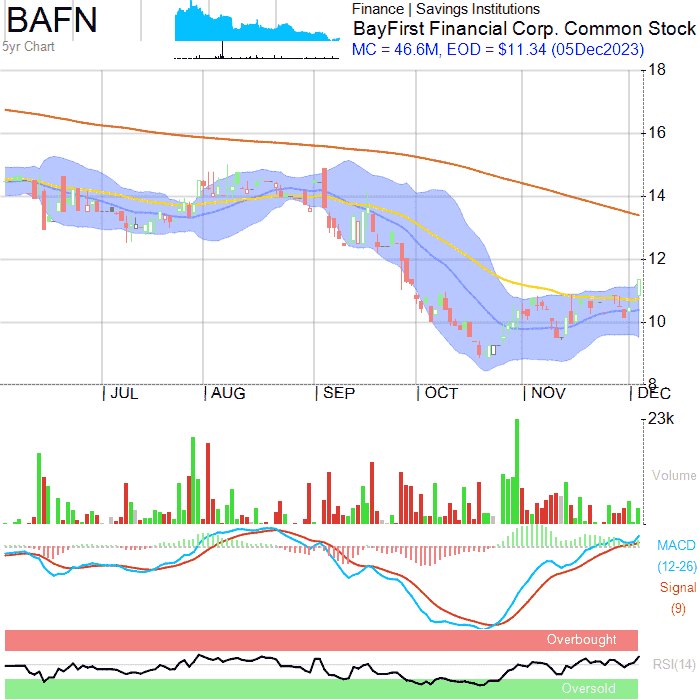 BAFN
5yr Chart
Finance | Savings Institutions
BayFirst Financial Corp. Common Stock
MC = 46.6M, EOD = $11.34 (05Dec2023)
18
16
14
12
10
8
JUL AUG SEP OCT NOV DEC
23k
Volume
MACD
(12-26)
Signal
(9)
Overbought
RSI(14)
Oversold